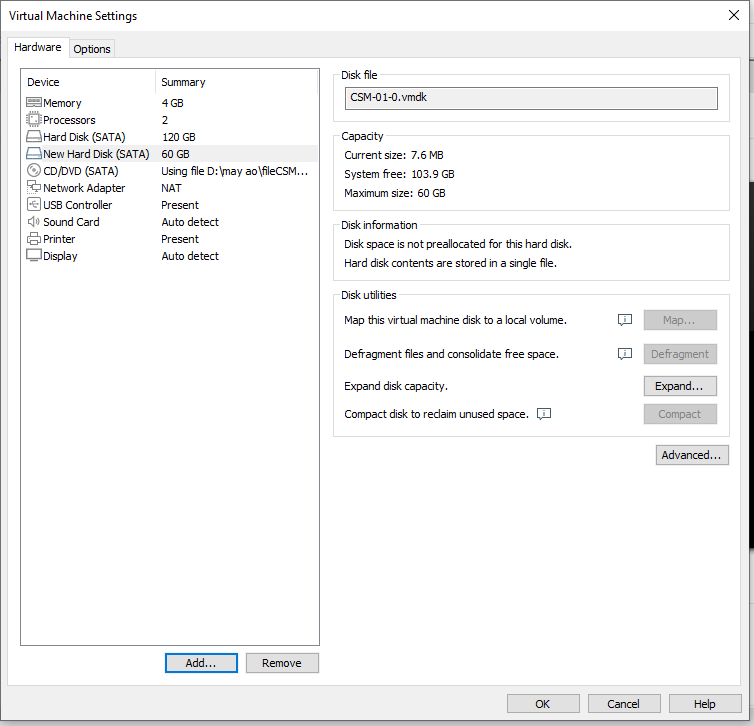 Virtual Machine Settings
Hardware Options
Device Summary
Memory 4 GB
Processors 2
Hard Disk (SATA) 120 GB
New Hard Disk (SATA) 60 GB
CD/DVD (SATA) Using file D:\may ao\fileCSM...
Network Adapter NAT
USB Controller Present
Sound Card Auto detect
Printer Present
Display Auto detect
Add... Remove
Disk file
CSM-01-0.vmdk
Capacity
Current size: 7.6 MB
System free: 103.9 GB
Maximum size: 60 GB
Disk information
Disk space is not preallocated for this hard disk.
Hard disk contents are stored in a single file.
Disk utilities
Map this virtual machine disk to a local volume. Map...
Defragment files and consolidate free space. Defragment
Expand disk capacity. Expand...
Compact disk to reclaim unused space. Compact
Advanced...
OK Cancel Help